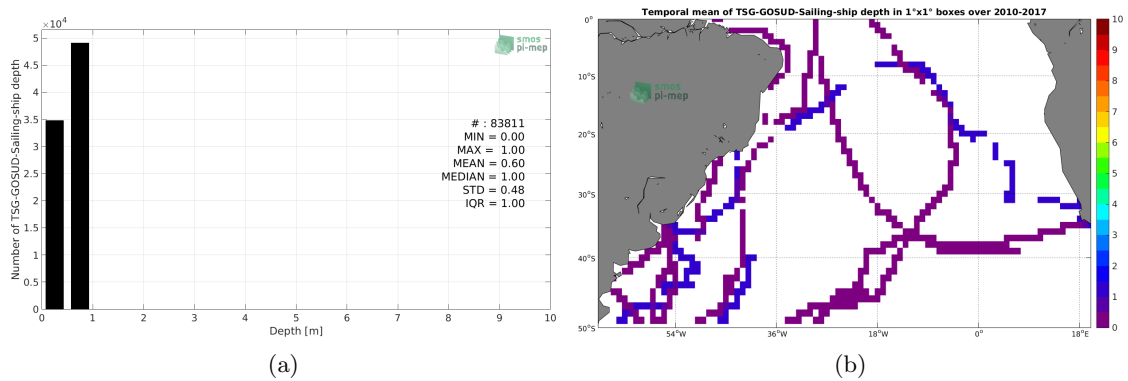 ×10⁴
5
4.5
4
3.5
3
2.5
2
1.5
1
0.5
0
Number of TSG-GOSUD-Sailing-ship depth
smos
pi-mep
# : 83811
MIN = 0.00
MAX = 1.00
MEAN = 0.60
MEDIAN = 1.00
STD = 0.48
IQR = 1.00
0 1 2 3 4 5 6 7 8 9 10
Depth [m]
(a)
Temporal mean of TSG-GOSUD-Sailing-ship depth in 1°x1° boxes over 2010-2017
0°
10°S
20°S
30°S
40°S
50°S
smos
pi-mep
54°W 36°W 18°W 0° 18°E
10
9
8
7
6
5
4
3
2
1
0
(b)